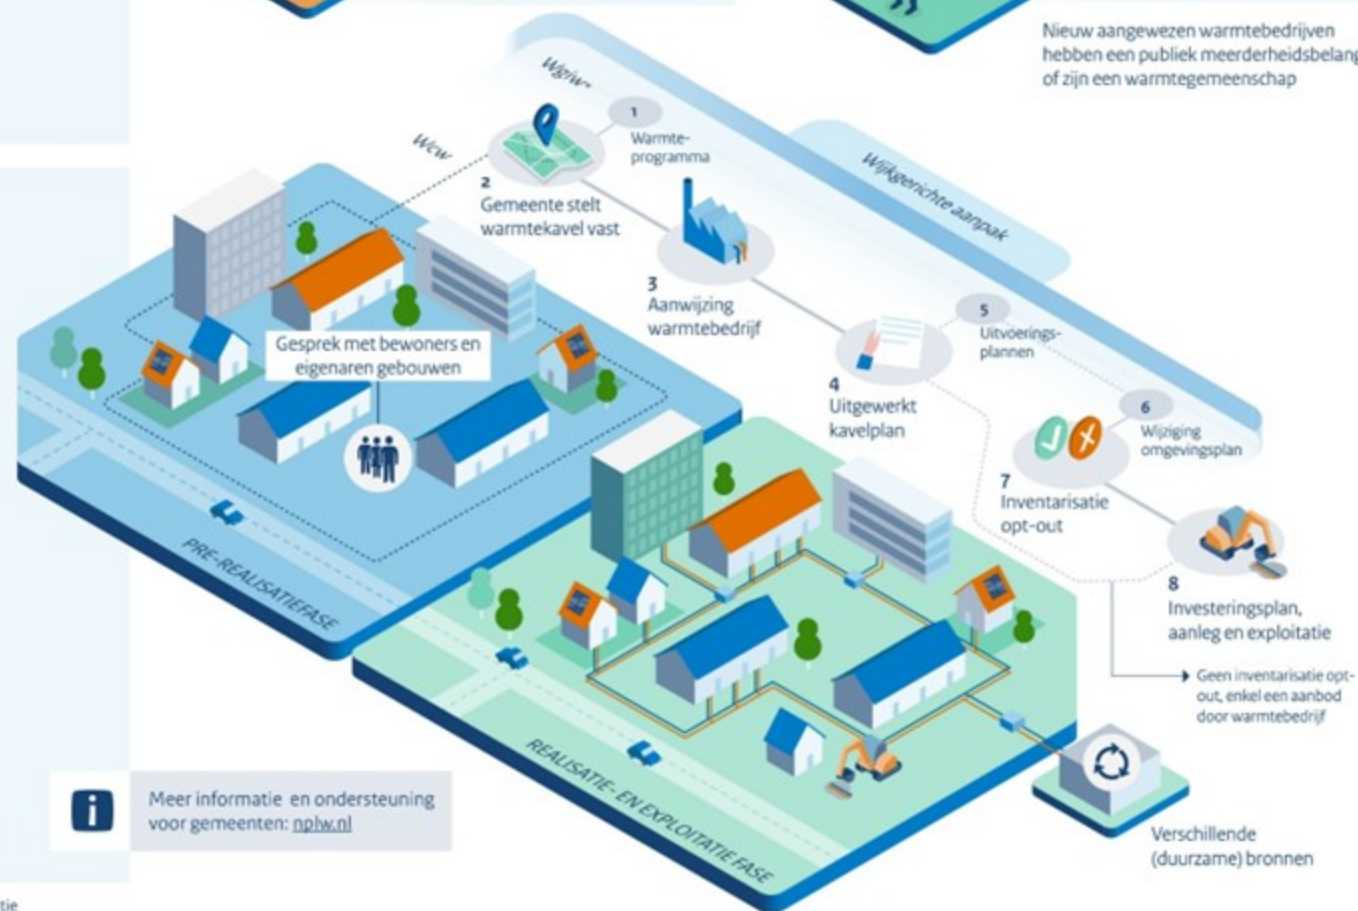 Nieuw aangewezen warmtebedrijven
hebben een publiek meerderheidsbelang
of zijn een warmtegemeenschap
Wgiw**
Wcw
Wijkgerichte aanpak
1
Warmte-
programma
2
Gemeente stelt
warmtekavel vast
3
Aanwijzing
warmtebedrijf
4
Uitgewerkt
kavelplan
5
Uitvoerings-
plannen
6
Wijziging
omgevingsplan
7
Inventarisatie
opt-out
8
Investeringsplan,
aanleg en exploitatie
Geen inventarisatie opt-
out, enkel een aanbod
door warmtebedrijf
Gesprek met bewoners en
eigenaren gebouwen
PRE-REALISATIEFASE
REALISATIE- EN EXPLOITATIE FASE
Verschillende
(duurzame) bronnen
i
Meer informatie en ondersteuning
voor gemeenten: nplw.nl
tie